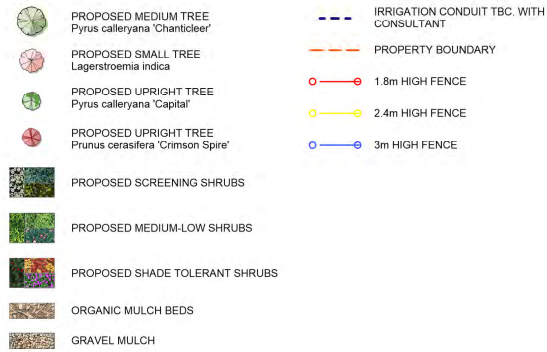 PROPOSED MEDIUM TREE
Pyrus calleryana 'Chanticleer'
PROPOSED SMALL TREE
Lagerstroemia indica
PROPOSED UPRIGHT TREE
Pyrus calleryana 'Capital'
PROPOSED UPRIGHT TREE
Prunus cerasifera 'Crimson Spire'
PROPOSED SCREENING SHRUBS
PROPOSED MEDIUM-LOW SHRUBS
PROPOSED SHADE TOLERANT SHRUBS
ORGANIC MULCH BEDS
GRAVEL MULCH
IRRIGATION CONDUIT TBC. WITH
CONSULTANT
PROPERTY BOUNDARY
1.8m HIGH FENCE
2.4m HIGH FENCE
3m HIGH FENCE